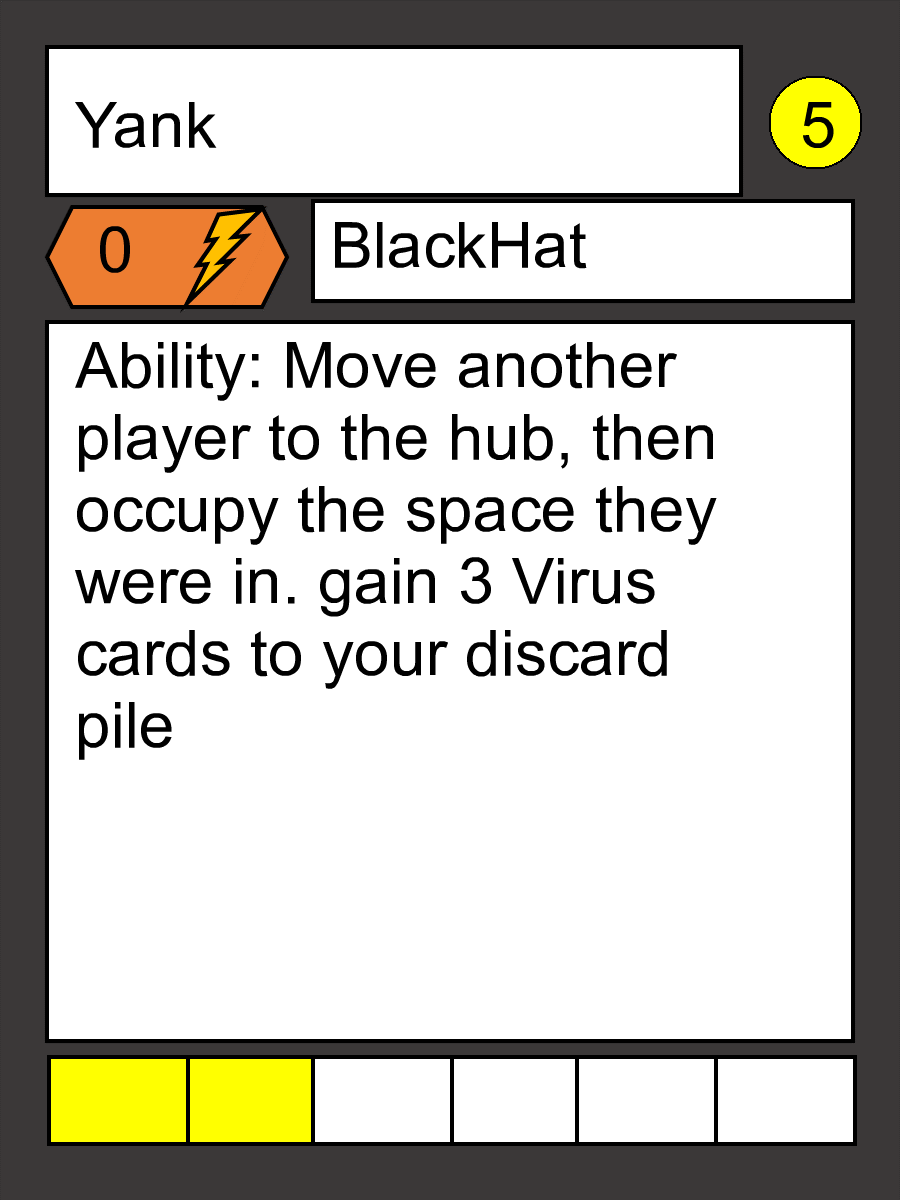 Yank
5
0
BlackHat
Ability: Move another
player to the hub, then
occupy the space they
were in. gain 3 Virus
cards to your discard
pile